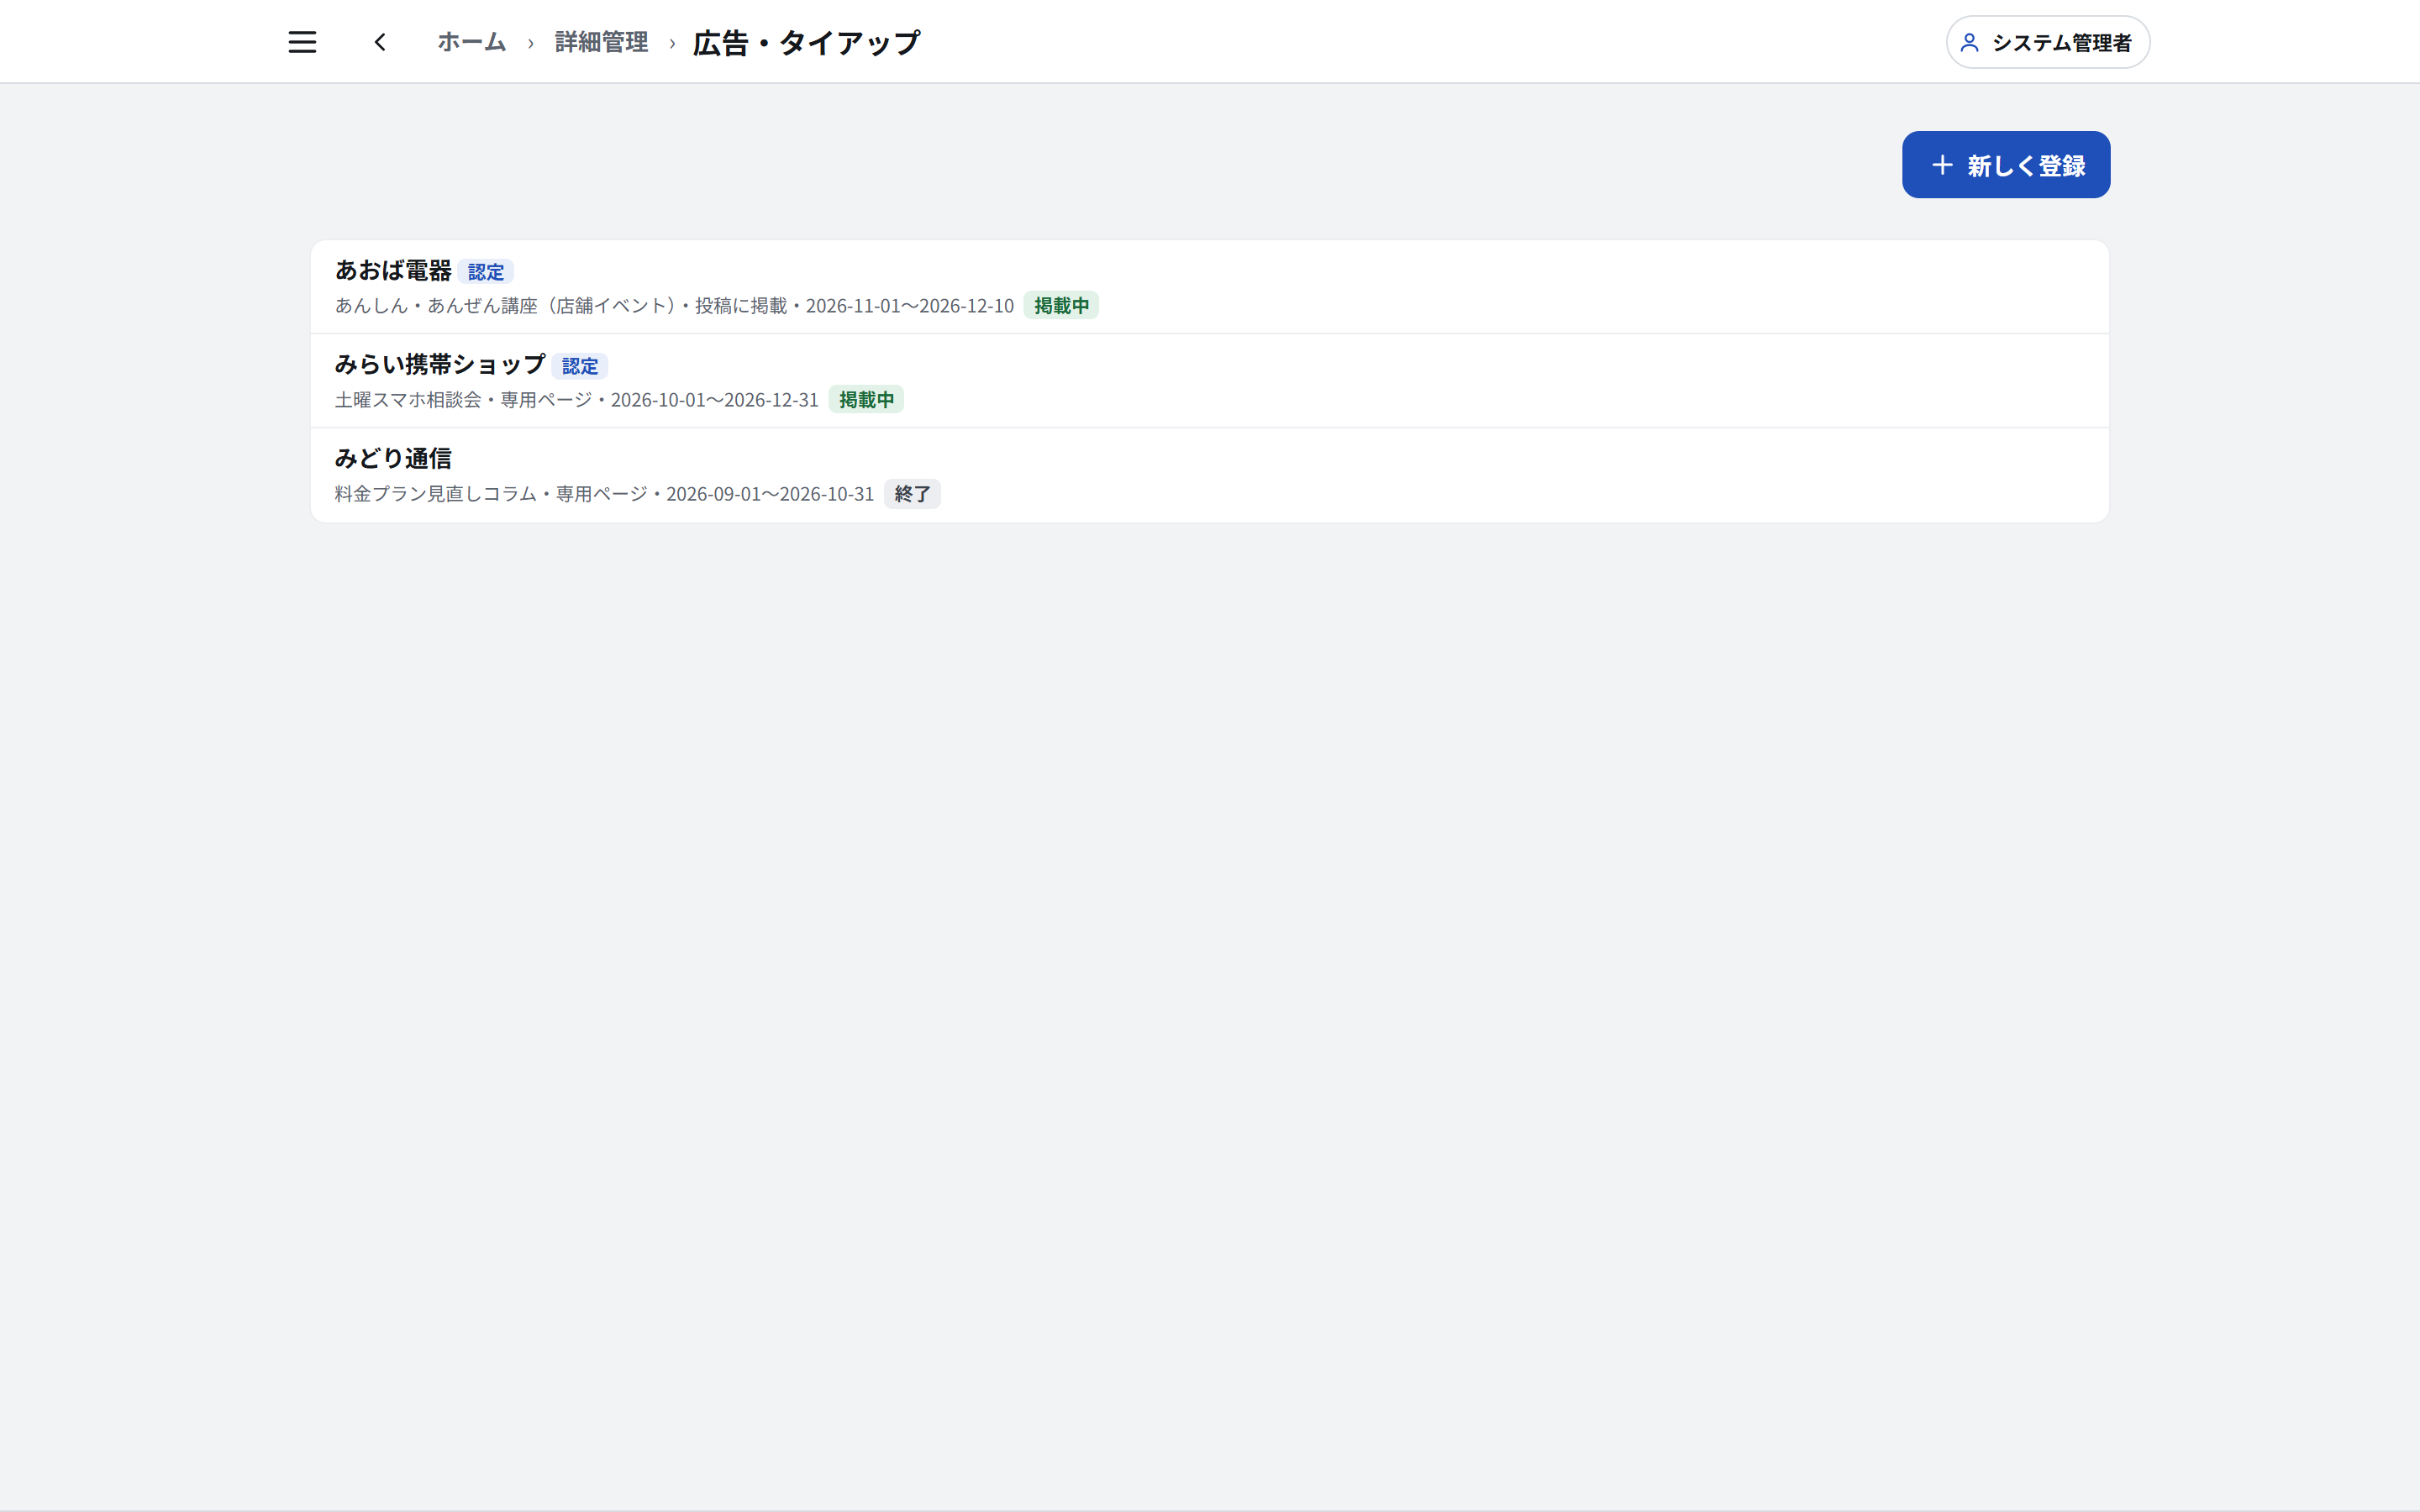 ホーム › 詳細管理 › 広告・タイアップ
システム管理者
新しく登録
あおば電器 認定
あんしん・あんぜん講座（店舗イベント）・投稿に掲載・2026-11-01〜2026-12-10 掲載中
みらい携帯ショップ 認定
土曜スマホ相談会・専用ページ・2026-10-01〜2026-12-31 掲載中
みどり通信
料金プラン見直しコラム・専用ページ・2026-09-01〜2026-10-31 終了